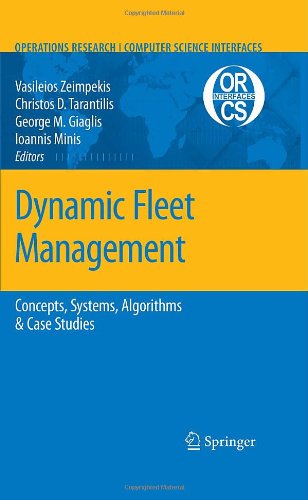 OPERATIONS RESEARCH | COMPUTER SCIENCE INTERFACES
Vasileios Zeimpekis
Christos D. Tarantilis
George M. Giaglis
Ioannis Minis
Editors
OR
INTERFACES
CS
Dynamic Fleet
Management
Concepts, Systems, Algorithms
& Case Studies
Springer